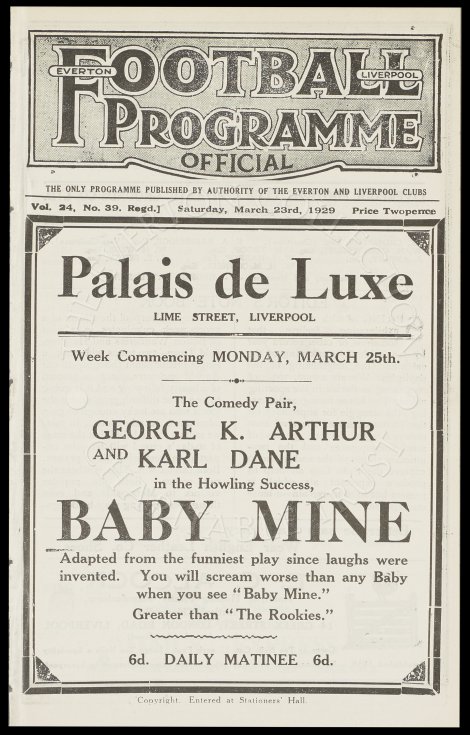 FOOTBALL
EVERTON LIVERPOOL
PROGRAMME
OFFICIAL
THE ONLY PROGRAMME PUBLISHED BY AUTHORITY OF THE EVERTON AND LIVERPOOL CLUBS
Vol. 24, No. 39. Regd.] Saturday, March 23rd, 1929 Price Twopence
Palais de Luxe
LIME STREET, LIVERPOOL
Week Commencing MONDAY, MARCH 25th.
The Comedy Pair,
GEORGE K. ARTHUR
AND KARL DANE
in the Howling Success,
BABY MINE
Adapted from the funniest play since laughs were
invented. You will scream worse than any Baby
when you see "Baby Mine."
Greater than "The Rookies."
6d. DAILY MATINEE 6d.
Copyright. Entered at Stationers' Hall.